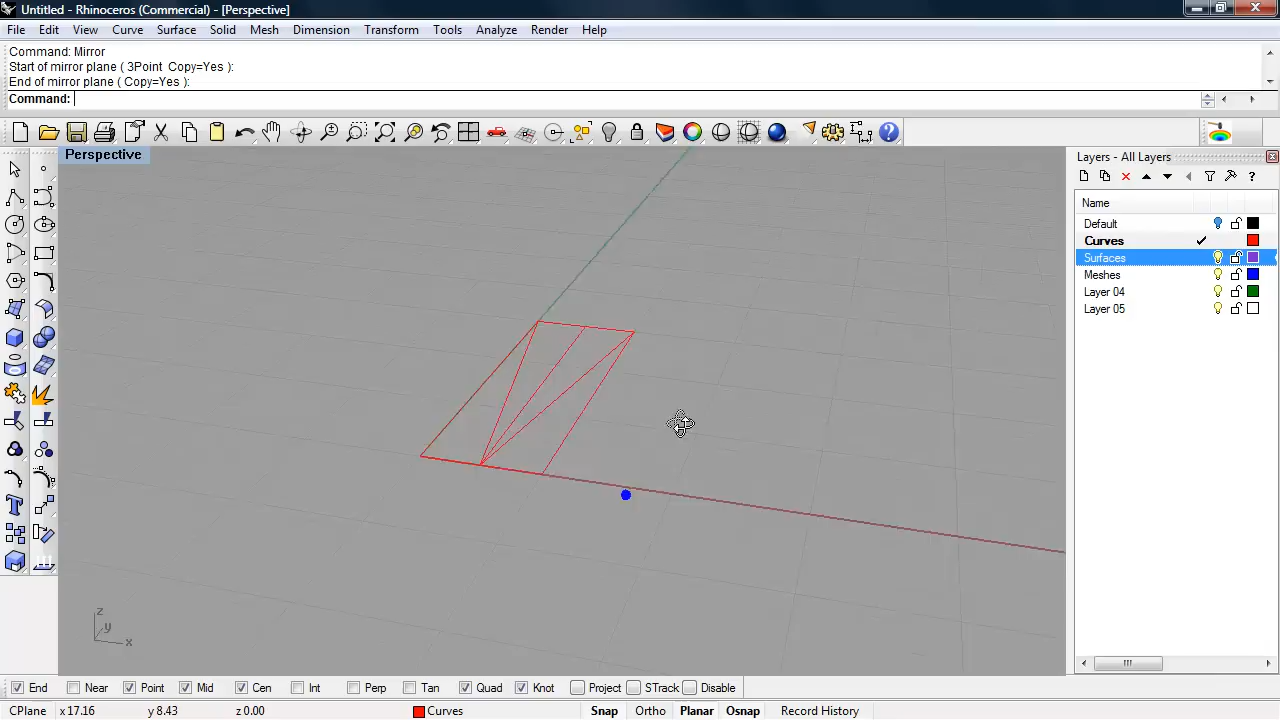 Untitled - Rhinoceros (Commercial) - [Perspective]
File Edit View Curve Surface Solid Mesh Dimension Transform Tools Analyze Render Help
Command: Mirror
Start of mirror plane ( 3Point Copy=Yes ):
End of mirror plane ( Copy=Yes ):
Command:
Perspective
Layers - All Layers
Name
Default
Curves
Surfaces
Meshes
Layer 04
Layer 05
z
y
x
End Near Point Mid Cen Int Perp Tan Quad Knot Project STrack Disable
CPlane x 17.16 y 8.43 z 0.00 Curves Snap Ortho Planar Osnap Record History